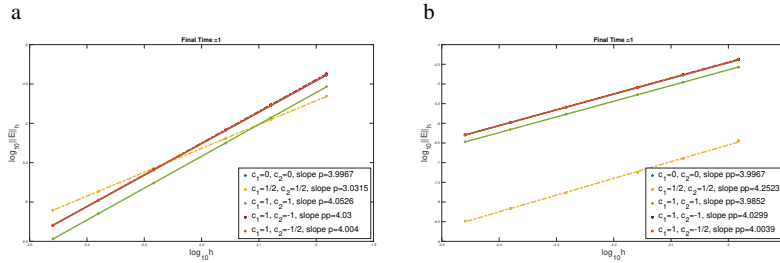 a
b
Final Time =1
Final Time =1
log₁₀||E||ₕ
log₁₀||E||ₕ
c₁=0, c₂=0, slope p=3.9967
c₁=1/2, c₂=1/2, slope p=3.0315
c₁=1, c₂=1, slope p=4.0526
c₁=1, c₂=-1, slope p=4.03
c₁=1, c₂=-1/2, slope p=4.004
c₁=0, c₂=0, slope pp=3.9967
c₁=1/2, c₂=1/2, slope pp=4.2523
c₁=1, c₂=1, slope pp=3.9852
c₁=1, c₂=-1, slope pp=4.0299
c₁=1, c₂=-1/2, slope pp=4.0039
log₁₀h
log₁₀h